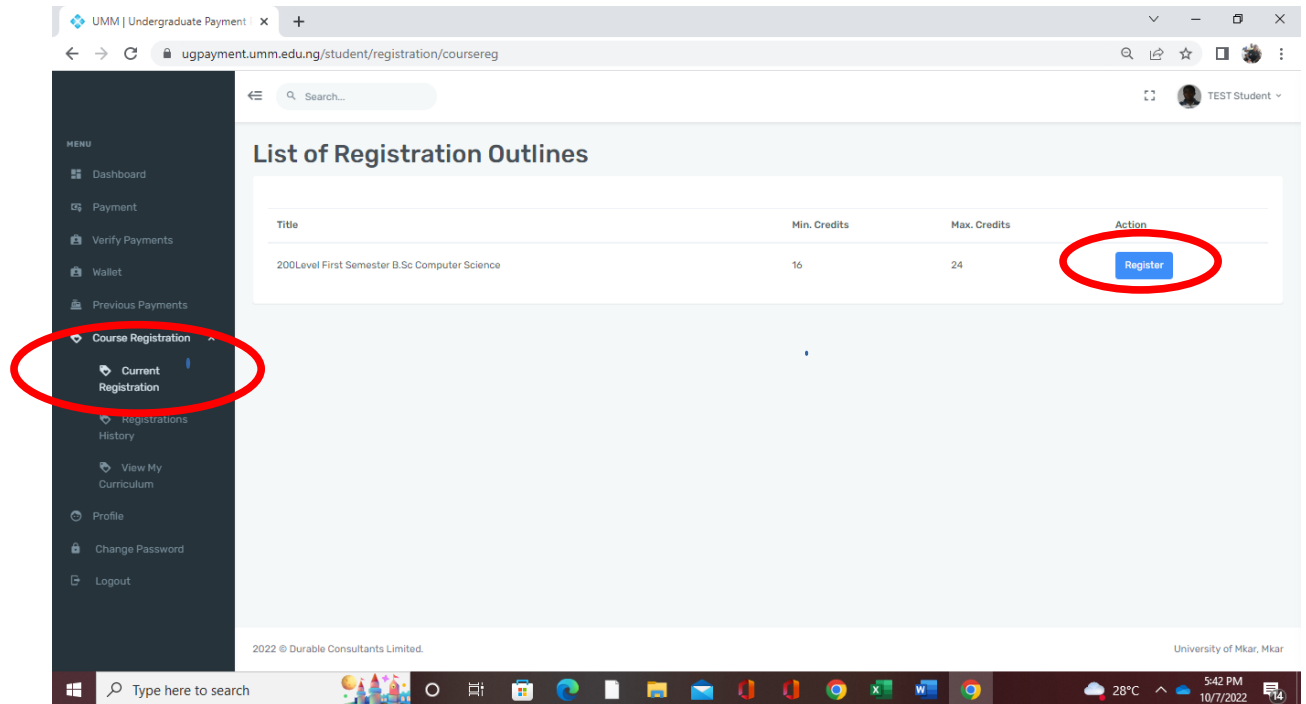 UMM | Undergraduate Payment
ugpayment.umm.edu.ng/student/registration/coursereg
Search...
TEST Student
MENU
List of Registration Outlines
Dashboard
Payment
Title Min. Credits Max. Credits Action
Verify Payments
200Level First Semester B.Sc Computer Science 16 24 Register
Wallet
Previous Payments
Course Registration
Current
Registration
Registrations
History
View My
Curriculum
Profile
Change Password
Logout
2022 © Durable Consultants Limited. University of Mkar, Mkar
Type here to search
28°C
5:42 PM
10/7/2022
14